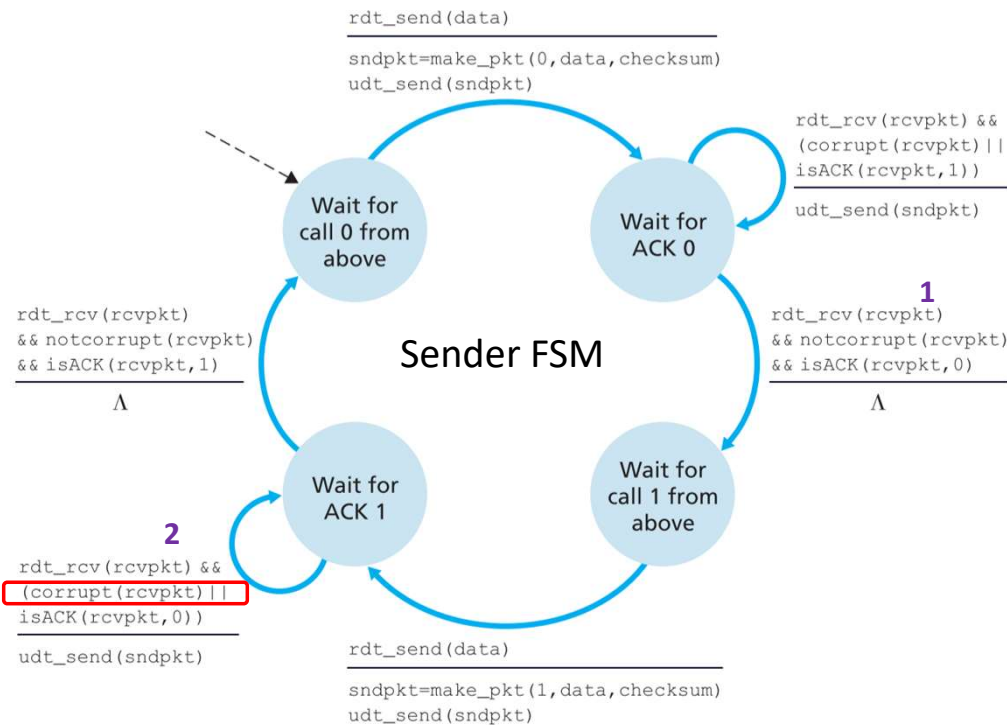 rdt_send(data)
sndpkt=make_pkt(0,data,checksum)
udt_send(sndpkt)
rdt_rcv(rcvpkt) &&
(corrupt(rcvpkt)||
isACK(rcvpkt,1))
udt_send(sndpkt)
Wait for
call 0 from
above
Wait for
ACK 0
rdt_rcv(rcvpkt)
&& notcorrupt(rcvpkt)
&& isACK(rcvpkt,1)
Λ
Sender FSM
1
rdt_rcv(rcvpkt)
&& notcorrupt(rcvpkt)
&& isACK(rcvpkt,0)
Λ
Wait for
ACK 1
Wait for
call 1 from
above
2
rdt_rcv(rcvpkt) &&
(corrupt(rcvpkt)||
isACK(rcvpkt,0))
udt_send(sndpkt)
rdt_send(data)
sndpkt=make_pkt(1,data,checksum)
udt_send(sndpkt)